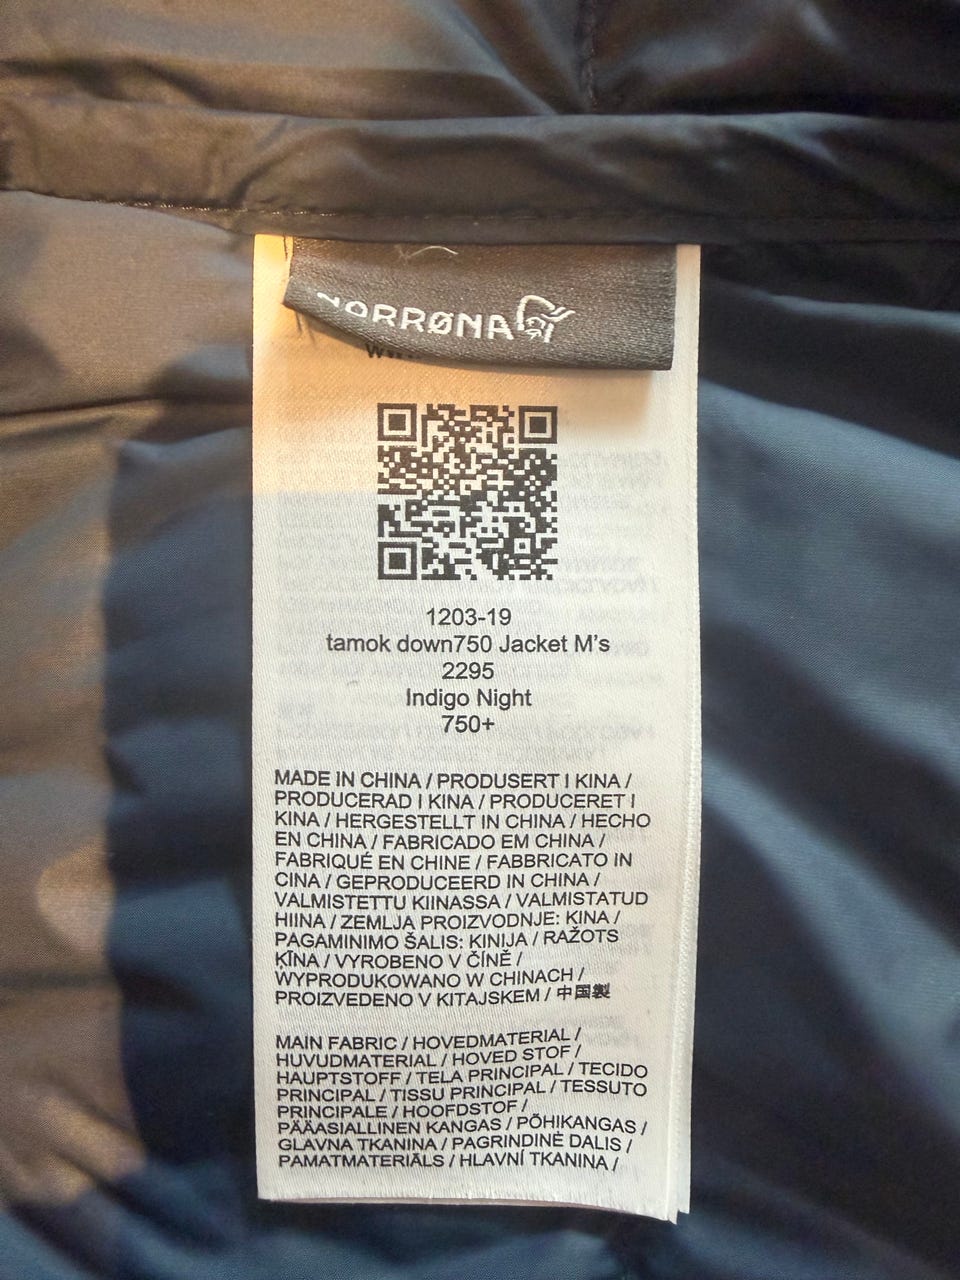 NORRØNA
1203-19
tamok down750 Jacket M's
2295
Indigo Night
750+
MADE IN CHINA / PRODUSERT I KINA /
PRODUCERAD I KINA / PRODUCERET I
KINA / HERGESTELLT IN CHINA / HECHO
EN CHINA / FABRICADO EM CHINA /
FABRIQUÉ EN CHINE / FABBRICATO IN
CINA / GEPRODUCEERD IN CHINA /
VALMISTETTU KIINASSA / VALMISTATUD
HIINA / ZEMLJA PROIZVODNJE: KINA /
PAGAMINIMO ŠALIS: KINIJA / RAŽOTS
ĶĪNA / VYROBENO V ČÍNĚ /
WYPRODUKOWANO W CHINACH /
PROIZVEDENO V KITAJSKEM / 中国製
MAIN FABRIC / HOVEDMATERIAL /
HUVUDMATERIAL / HOVED STOF /
HAUPTSTOFF / TELA PRINCIPAL / TECIDO
PRINCIPAL / TISSU PRINCIPAL / TESSUTO
PRINCIPALE / HOOFDSTOF /
PÄÄASIALLINEN KANGAS / PÕHIKANGAS /
GLAVNA TKANINA / PAGRINDINĖ DALIS /
PAMATMATERIĀLS / HLAVNÍ TKANINA /